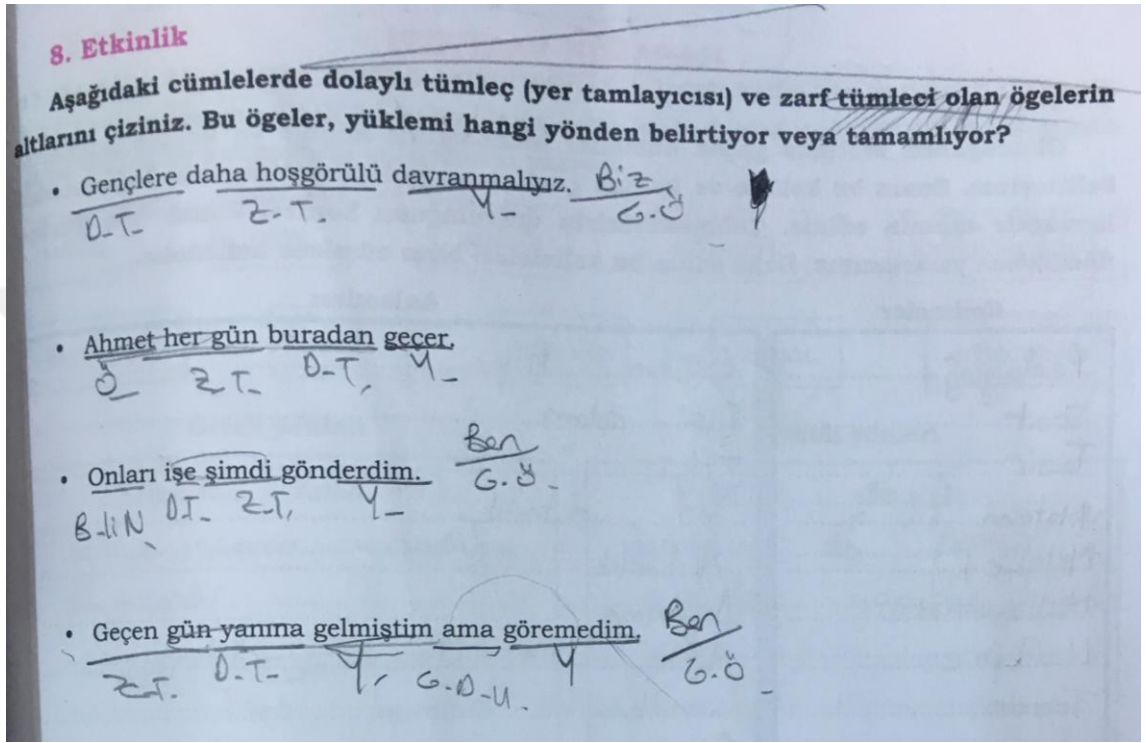 8. Etkinlik
Aşağıdaki cümlelerde dolaylı tümleç (yer tamlayıcısı) ve zarf tümleci olan ögelerin
altlarını çiziniz. Bu ögeler, yüklemi hangi yönden belirtiyor veya tamamlıyor?
• Gençlere daha hoşgörülü davranmalıyız. Biz
D.T. Z.T. Y. G.Ö
• Ahmet her gün buradan geçer.
Ö Z.T. D.T. Y.
Ben
• Onları işe şimdi gönderdim. G.Ö.
B.liN D.T. Z.T. Y.
• Geçen gün yanına gelmiştim ama göremedim. Ben
Z.T. D.T. Y. C.D.U. Y G.Ö.